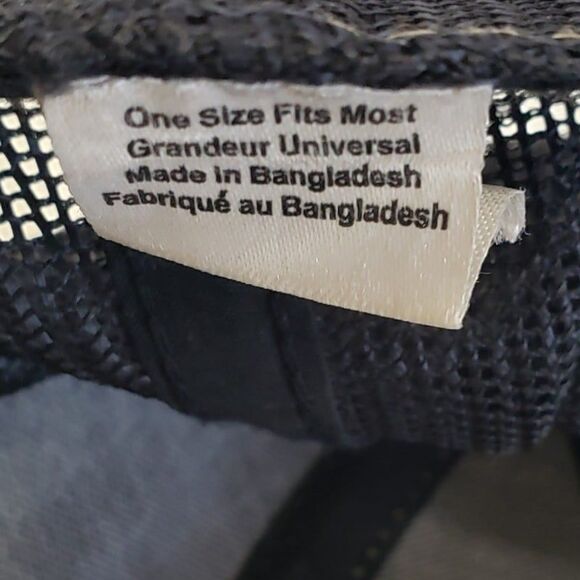 One Size Fits Most
Grandeur Universal
Made in Bangladesh
Fabriqué au Bangladesh